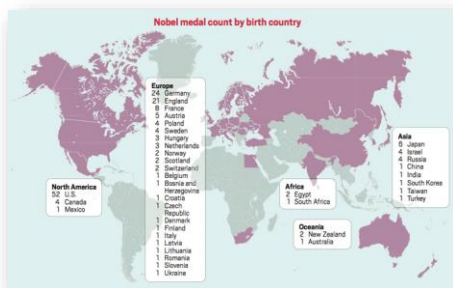 Nobel medal count by birth country
Europe
24 Germany
21 England
8 France
5 Austria
4 Poland
4 Sweden
3 Hungary
3 Netherlands
2 Norway
2 Scotland
2 Switzerland
1 Belgium
1 Bosnia and
Herzegovina
1 Croatia
1 Czech
Republic
1 Denmark
1 Finland
1 Italy
1 Latvia
1 Lithuania
1 Romania
1 Slovenia
1 Ukraine
North America
52 U.S.
4 Canada
1 Mexico
Africa
2 Egypt
1 South Africa
Asia
6 Japan
4 Israel
4 Russia
1 China
1 India
1 South Korea
1 Taiwan
1 Turkey
Oceania
2 New Zealand
1 Australia